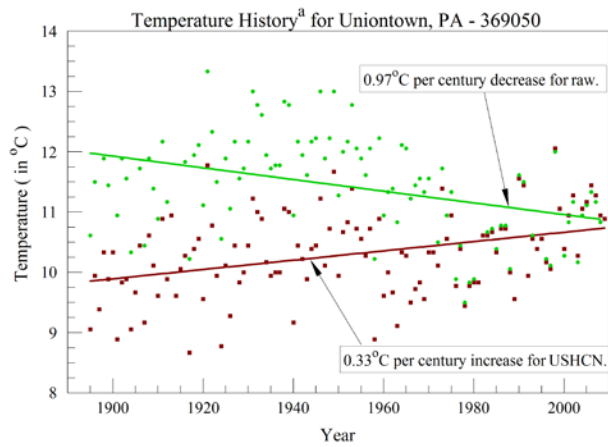 Temperature Historyᵃ for Uniontown, PA - 369050
14
13
12
11
10
9
8
Temperature ( in °C )
0.97°C per century decrease for raw.
0.33°C per century increase for USHCN.
1900 1920 1940 1960 1980 2000
Year